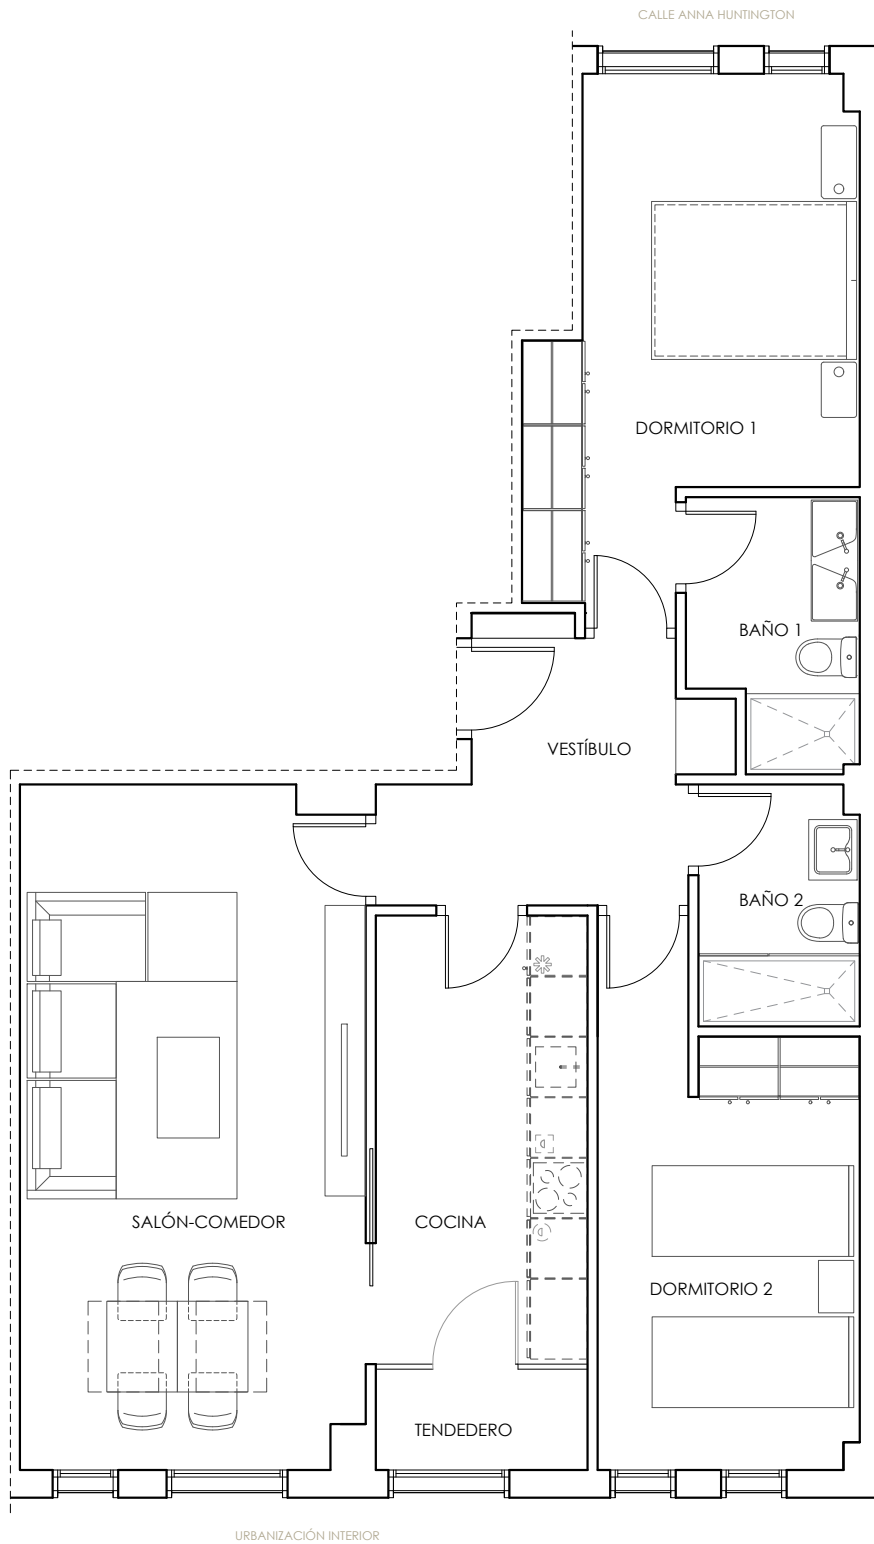 CALLE ANNA HUNTINGTON
DORMITORIO 1
BAÑO 1
VESTÍBULO
BAÑO 2
SALÓN-COMEDOR
COCINA
DORMITORIO 2
TENDEDERO
URBANIZACIÓN INTERIOR